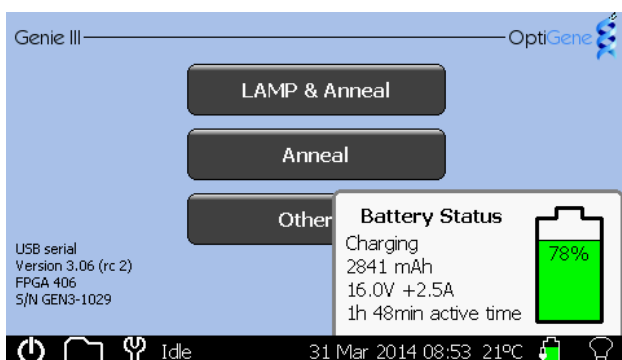 Genie III
OptiGene
LAMP & Anneal
Anneal
Other
Battery Status
Charging
2841 mAh
16.0V +2.5A
1h 48min active time
78%
USB serial
Version 3.06 (rc 2)
FPGA 406
S/N GEN3-1029
Idle
31 Mar 2014 08:53 21ºC